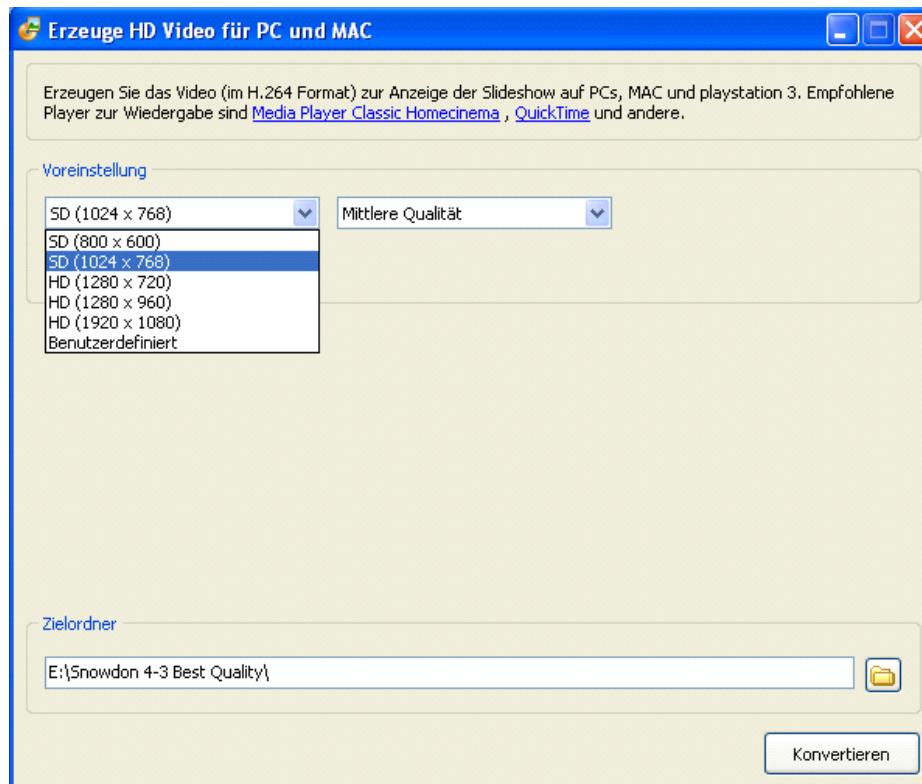 Erzeuge HD Video für PC und MAC
Erzeugen Sie das Video (im H.264 Format) zur Anzeige der Slideshow auf PCs, MAC und playstation 3. Empfohlene
Player zur Wiedergabe sind Media Player Classic Homecinema , QuickTime und andere.
Voreinstellung
SD (1024 x 768)
Mittlere Qualität
SD (800 x 600)
SD (1024 x 768)
HD (1280 x 720)
HD (1280 x 960)
HD (1920 x 1080)
Benutzerdefiniert
Zielordner
E:\Snowdon 4-3 Best Quality\
Konvertieren